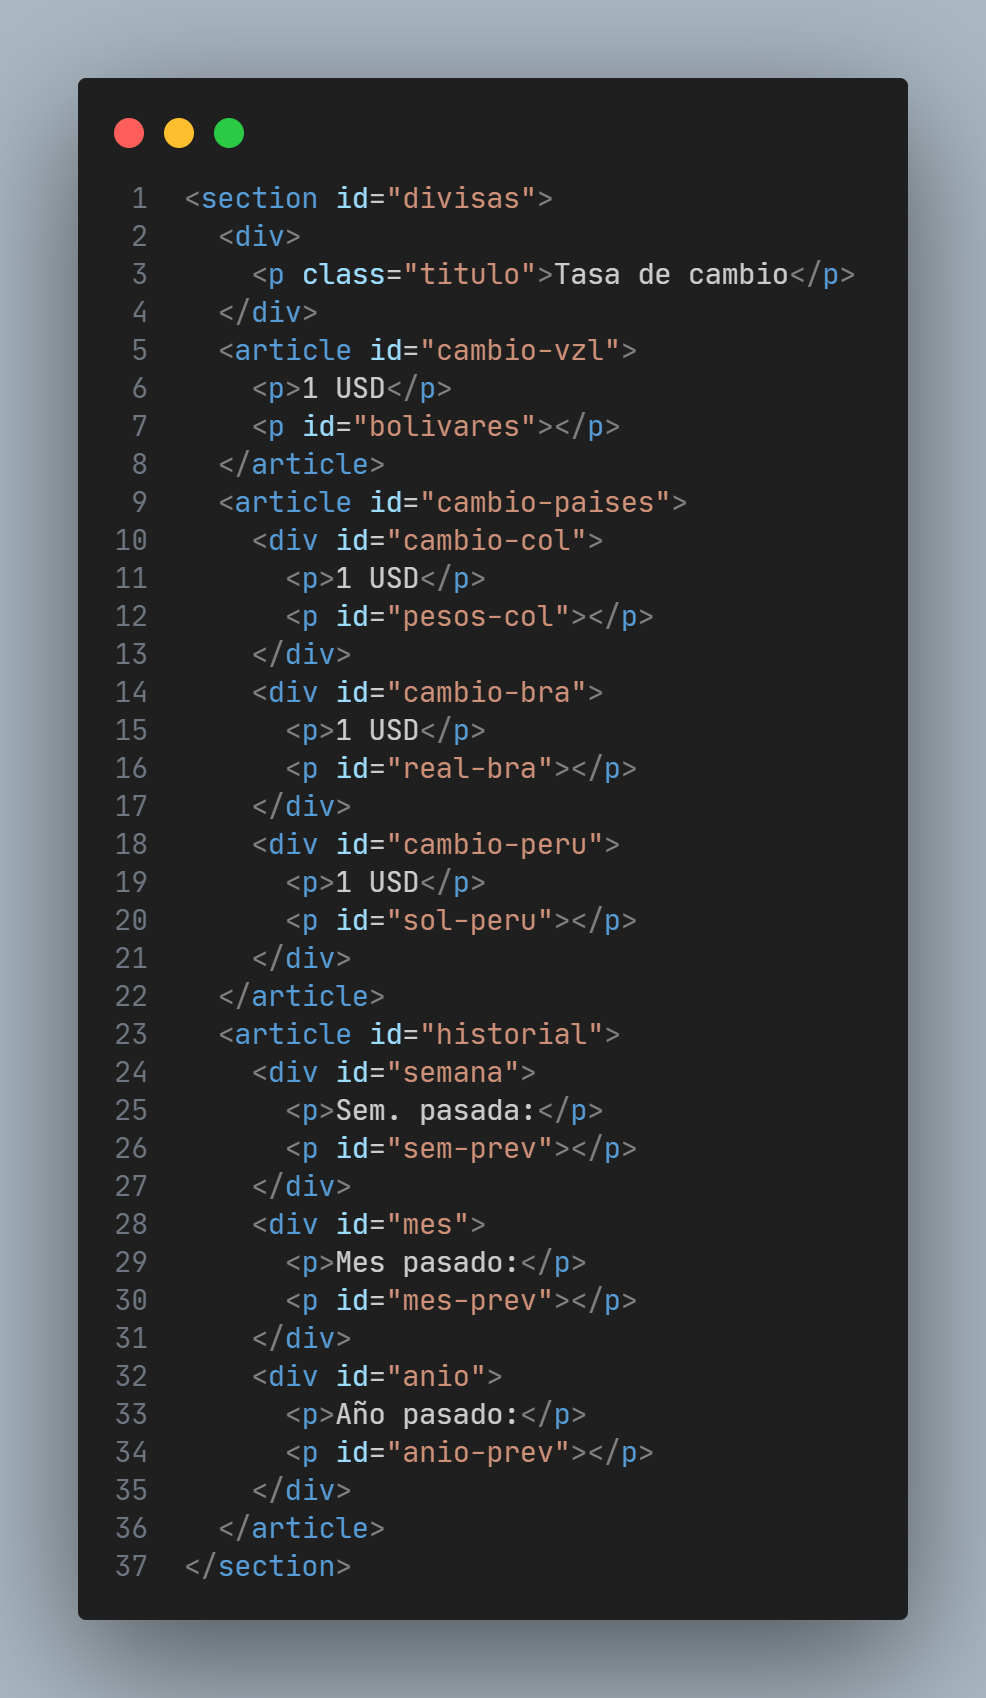 1 <section id="divisas">
2   <div>
3     <p class="titulo">Tasa de cambio</p>
4   </div>
5   <article id="cambio-vzl">
6     <p>1 USD</p>
7     <p id="bolivares"></p>
8   </article>
9   <article id="cambio-paises">
10     <div id="cambio-col">
11       <p>1 USD</p>
12       <p id="pesos-col"></p>
13     </div>
14     <div id="cambio-bra">
15       <p>1 USD</p>
16       <p id="real-bra"></p>
17     </div>
18     <div id="cambio-peru">
19       <p>1 USD</p>
20       <p id="sol-peru"></p>
21     </div>
22   </article>
23   <article id="historial">
24     <div id="semana">
25       <p>Sem. pasada:</p>
26       <p id="sem-prev"></p>
27     </div>
28     <div id="mes">
29       <p>Mes pasado:</p>
30       <p id="mes-prev"></p>
31     </div>
32     <div id="anio">
33       <p>Año pasado:</p>
34       <p id="anio-prev"></p>
35     </div>
36   </article>
37 </section>